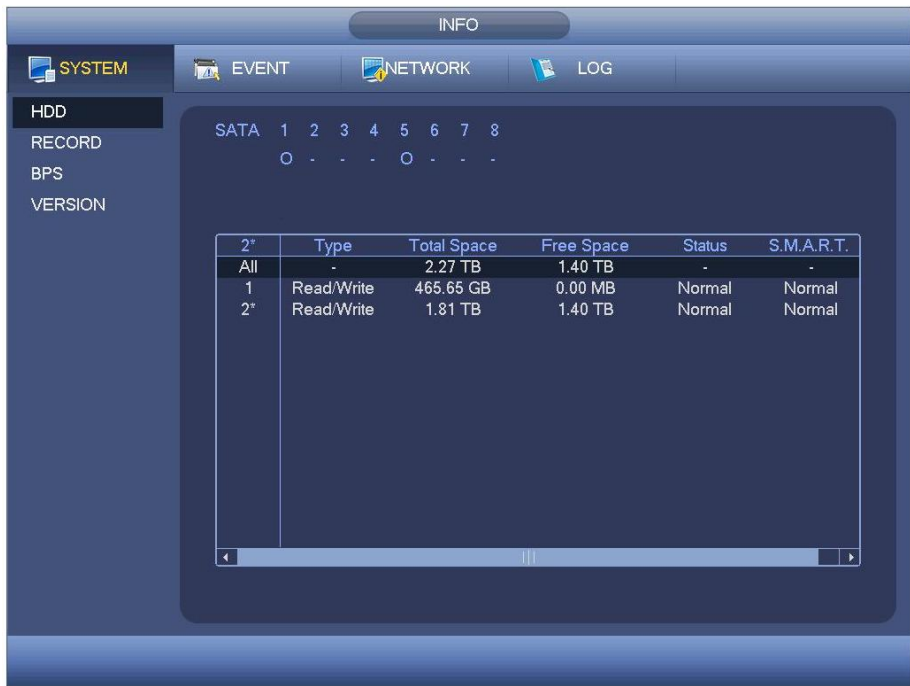 INFO
SYSTEM EVENT NETWORK LOG
HDD
RECORD
BPS
VERSION
SATA 1 2 3 4 5 6 7 8
O - - - O - - -
2* Type Total Space Free Space Status S.M.A.R.T.
All - 2.27 TB 1.40 TB - -
1 Read/Write 465.65 GB 0.00 MB Normal Normal
2* Read/Write 1.81 TB 1.40 TB Normal Normal